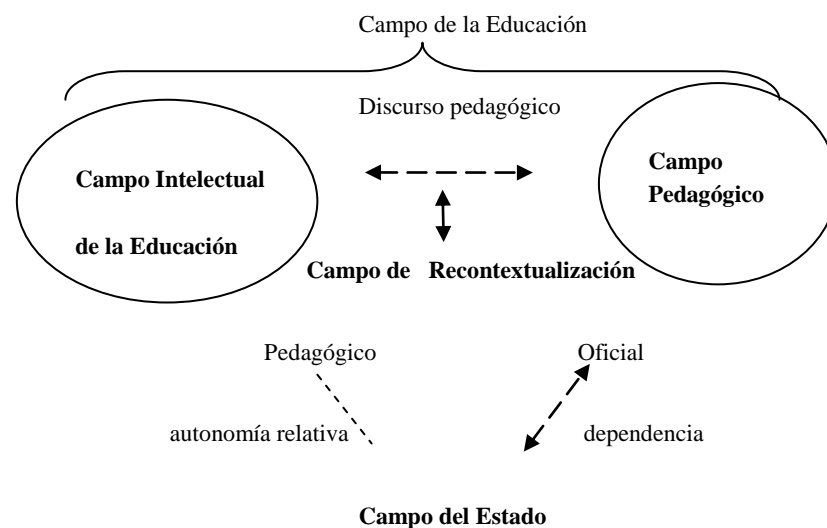 Campo de la Educación
Discurso pedagógico
Campo Intelectual
de la Educación
Campo
Pedagógico
Campo de Recontextualización
Pedagógico Oficial
autonomía relativa dependencia
Campo del Estado